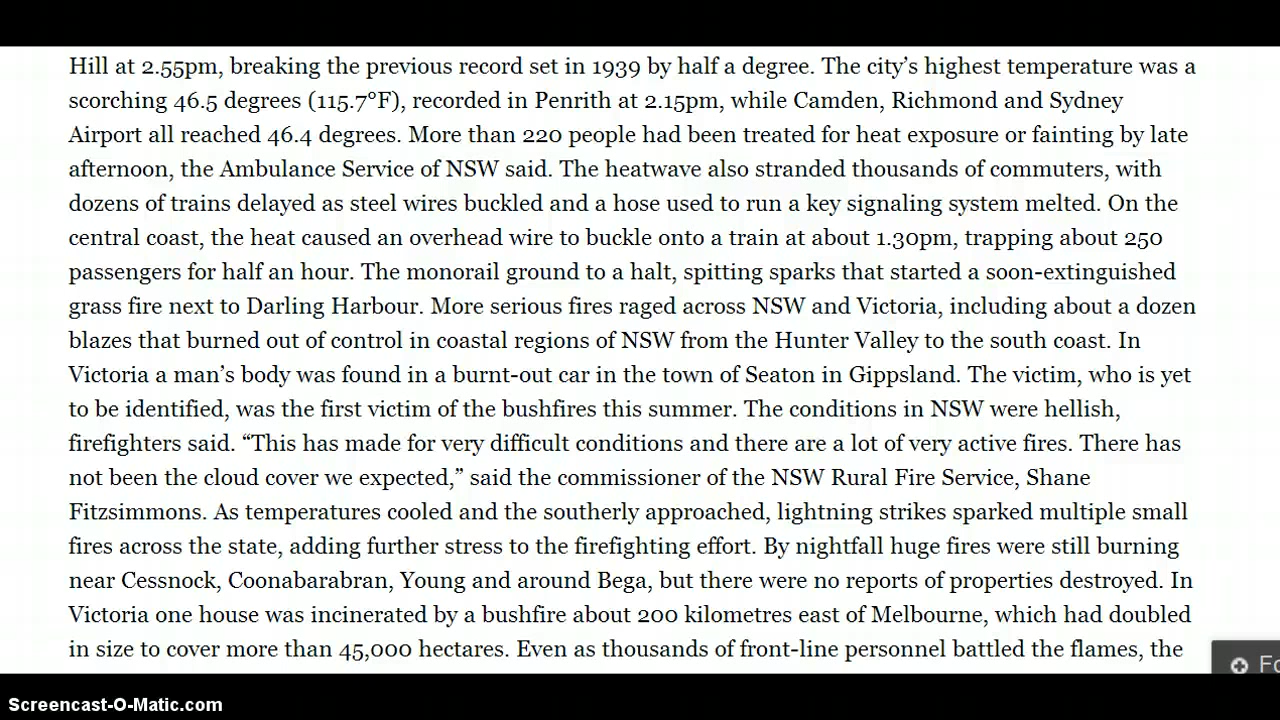 Hill at 2.55pm, breaking the previous record set in 1939 by half a degree. The city’s highest temperature was a
scorching 46.5 degrees (115.7°F), recorded in Penrith at 2.15pm, while Camden, Richmond and Sydney
Airport all reached 46.4 degrees. More than 220 people had been treated for heat exposure or fainting by late
afternoon, the Ambulance Service of NSW said. The heatwave also stranded thousands of commuters, with
dozens of trains delayed as steel wires buckled and a hose used to run a key signaling system melted. On the
central coast, the heat caused an overhead wire to buckle onto a train at about 1.30pm, trapping about 250
passengers for half an hour. The monorail ground to a halt, spitting sparks that started a soon-extinguished
grass fire next to Darling Harbour. More serious fires raged across NSW and Victoria, including about a dozen
blazes that burned out of control in coastal regions of NSW from the Hunter Valley to the south coast. In
Victoria a man’s body was found in a burnt-out car in the town of Seaton in Gippsland. The victim, who is yet
to be identified, was the first victim of the bushfires this summer. The conditions in NSW were hellish,
firefighters said. “This has made for very difficult conditions and there are a lot of very active fires. There has
not been the cloud cover we expected,” said the commissioner of the NSW Rural Fire Service, Shane
Fitzsimmons. As temperatures cooled and the southerly approached, lightning strikes sparked multiple small
fires across the state, adding further stress to the firefighting effort. By nightfall huge fires were still burning
near Cessnock, Coonabarabran, Young and around Bega, but there were no reports of properties destroyed. In
Victoria one house was incinerated by a bushfire about 200 kilometres east of Melbourne, which had doubled
in size to cover more than 45,000 hectares. Even as thousands of front-line personnel battled the flames, the
Fo
Screencast-O-Matic.com